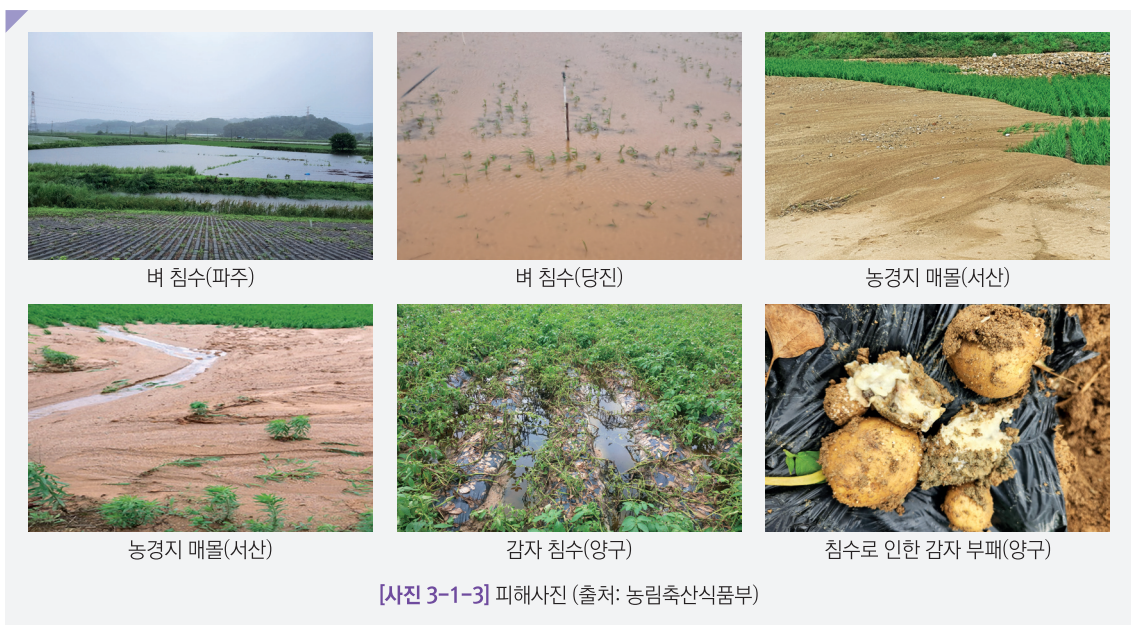 벼 침수(파주)
벼 침수(당진)
농경지 매몰(서산)
농경지 매몰(서산)
감자 침수(양구)
침수로 인한 감자 부패(양구)
[사진 3-1-3] 피해사진 (출처: 농림축산식품부)